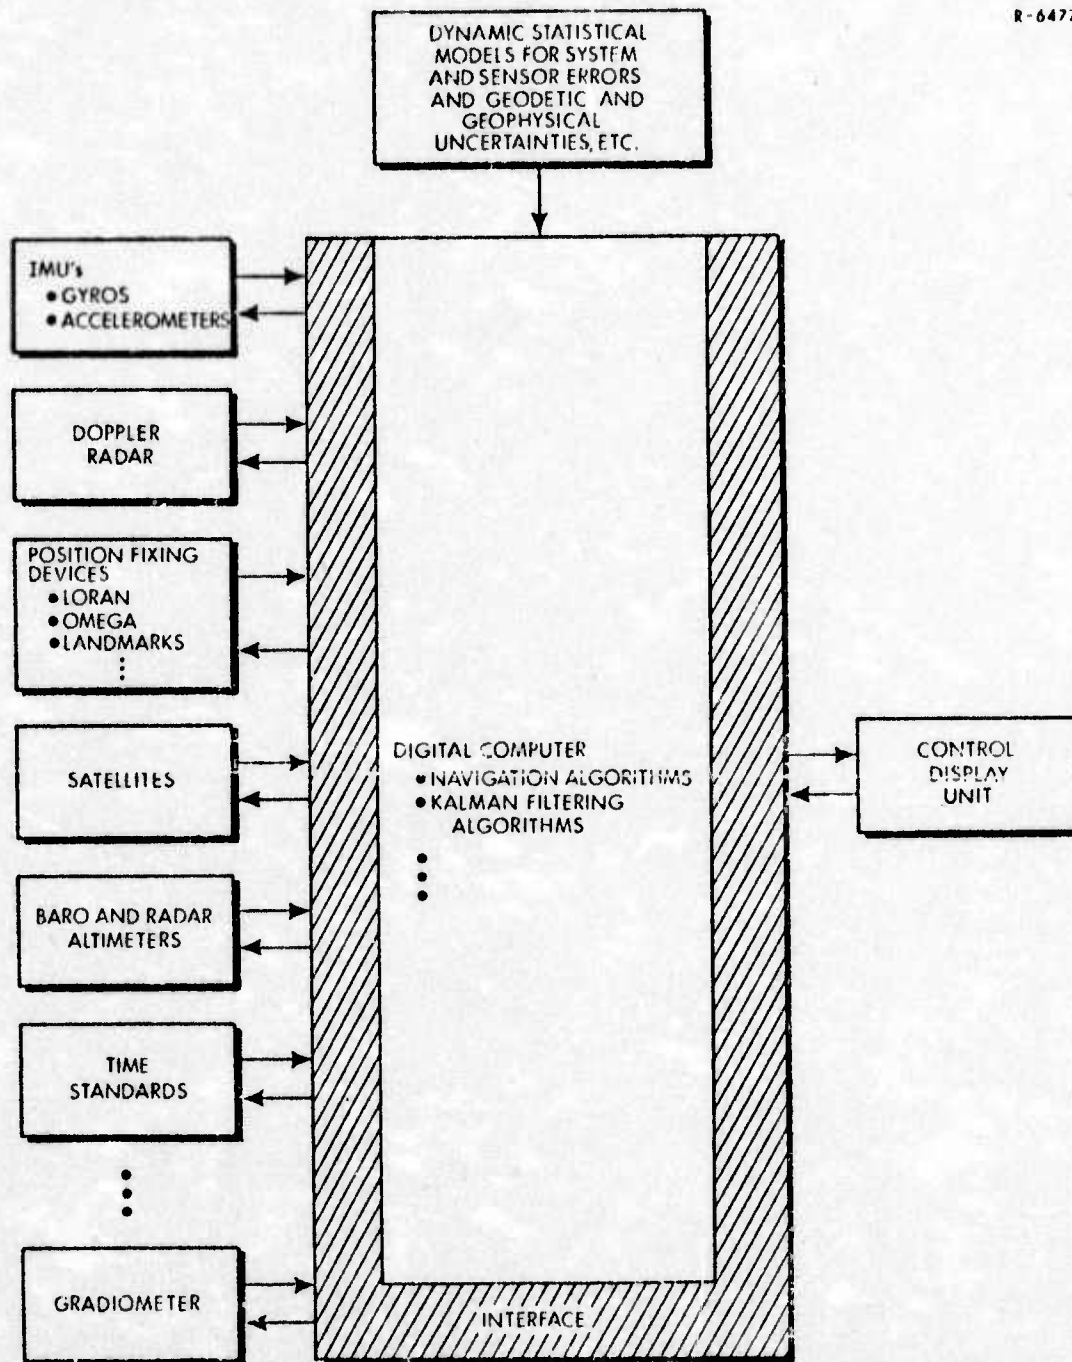 R-6477
DYNAMIC STATISTICAL
MODELS FOR SYSTEM
AND SENSOR ERRORS
AND GEODETIC AND
GEOPHYSICAL
UNCERTAINTIES, ETC.
IMU's
• GYROS
• ACCELEROMETERS
DOPPLER
RADAR
POSITION FIXING
DEVICES
• LORAN
• OMEGA
• LANDMARKS
SATELLITES
BARO AND RADAR
ALTIMETERS
TIME
STANDARDS
GRADIOMETER
DIGITAL COMPUTER
• NAVIGATION ALGORITHMS
• KALMAN FILTERING
ALGORITHMS
INTERFACE
CONTROL
DISPLAY
UNIT